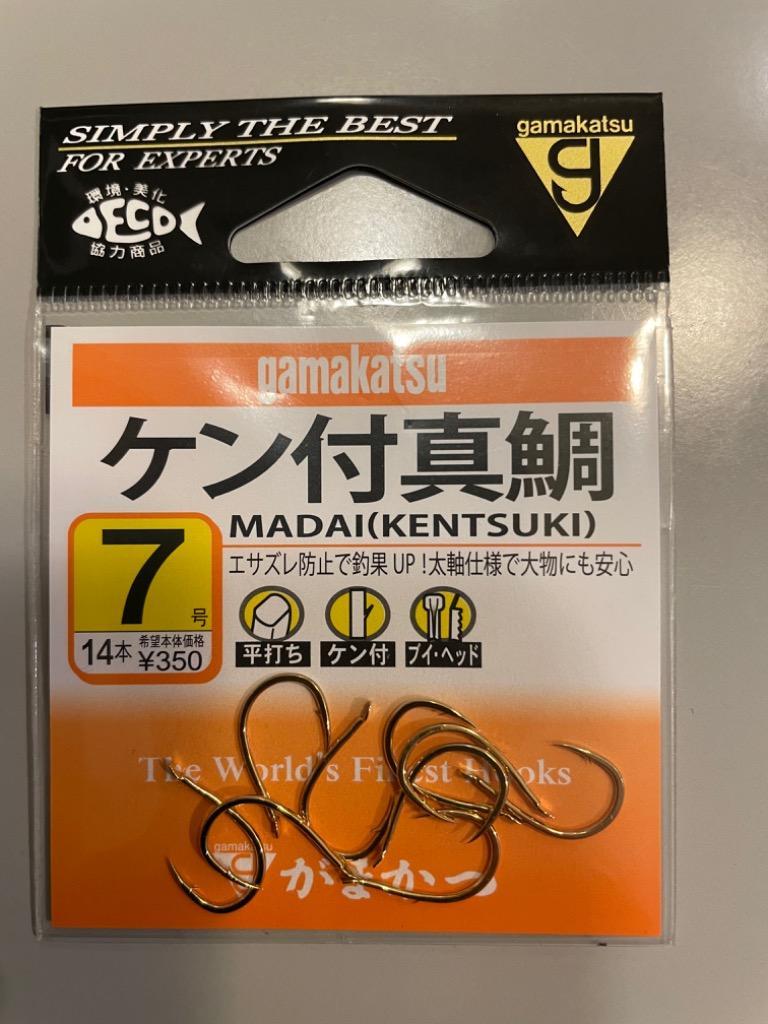 SIMPLY THE BEST
FOR EXPERTS
gamakatsu
g
環境・美化
ECO
協力商品
gamakatsu
ケン付真鯛
MADAI(KENTSUKI)
エサズレ防止で釣果UP!太軸仕様で大物にも安心
7号
14本
希望本体価格
¥350
平打ち
ケン付
ブイ・ヘッド
The World's Finest Hooks
gamakatsu
がまかつ